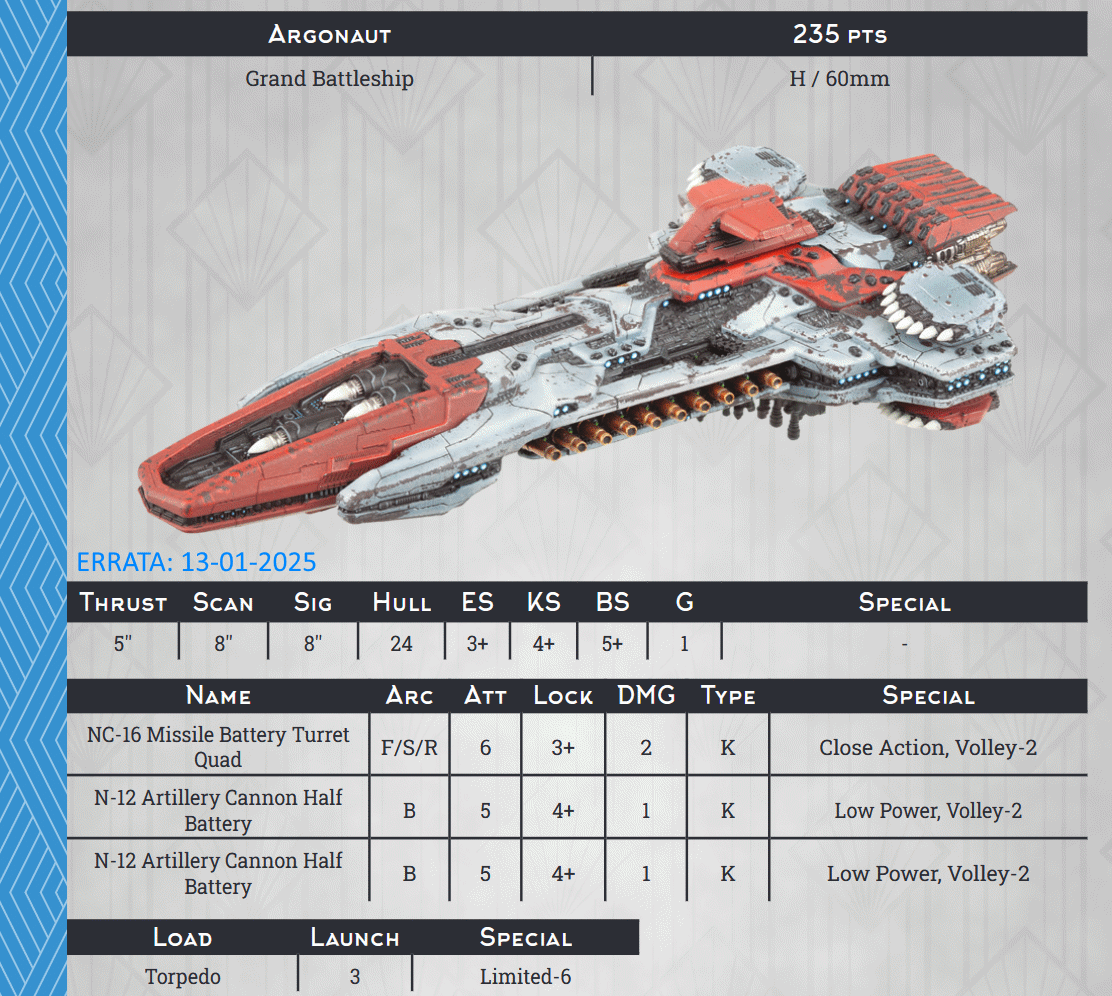 ARGONAUT 235 PTS
Grand Battleship H / 60mm
ERRATA: 13-01-2025
THRUST SCAN SIG HULL ES KS BS G SPECIAL
5" 8" 8" 24 3+ 4+ 5+ 1 -
NAME ARC ATT LOCK DMG TYPE SPECIAL
NC-16 Missile Battery Turret
Quad F/S/R 6 3+ 2 K Close Action, Volley-2
N-12 Artillery Cannon Half
Battery B 5 4+ 1 K Low Power, Volley-2
N-12 Artillery Cannon Half
Battery B 5 4+ 1 K Low Power, Volley-2
LOAD LAUNCH SPECIAL
Torpedo 3 Limited-6